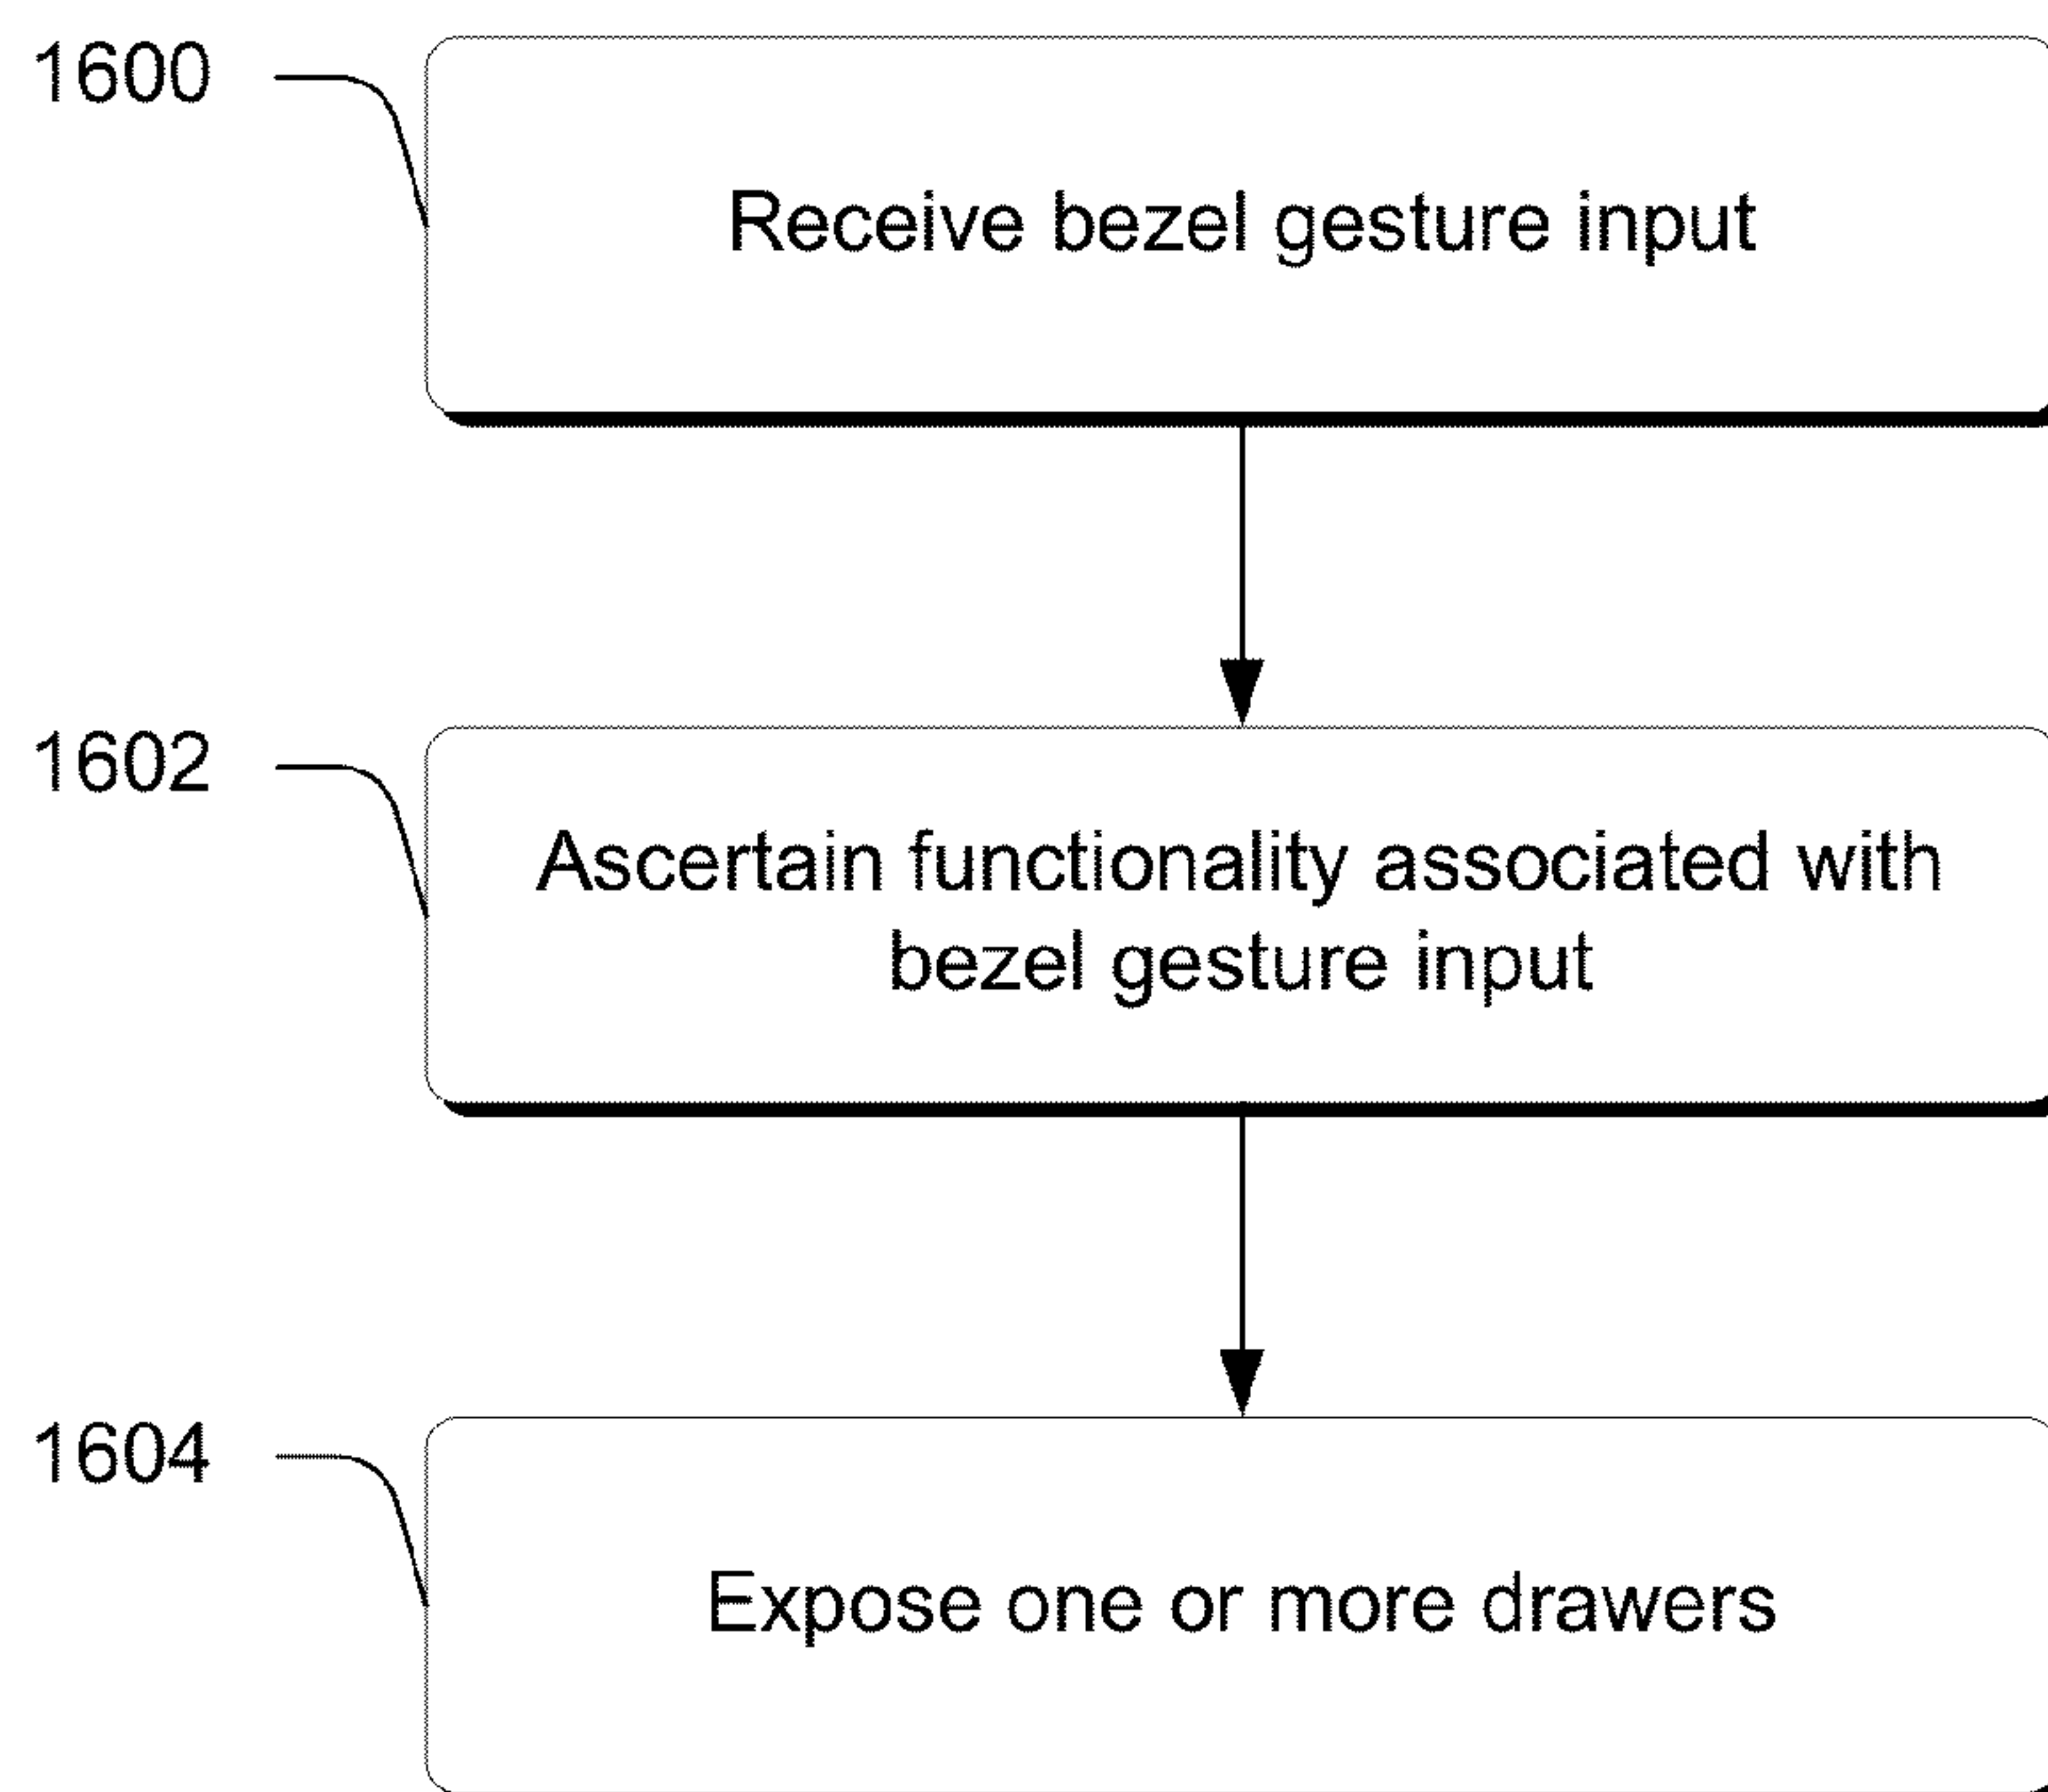 1600
Receive bezel gesture input
1602
Ascertain functionality associated with
bezel gesture input
1604
Expose one or more drawers